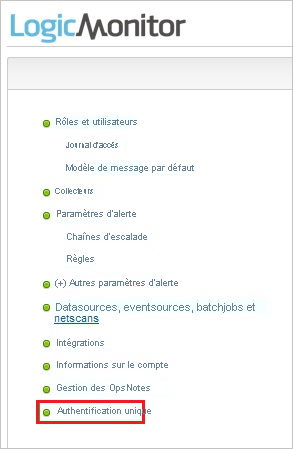 LogicMonitor
Rôles et utilisateurs
Journal d'accès
Modèle de message par défaut
Collecteurs
Paramètres d'alerte
Chaînes d'escalade
Règles
(+) Autres paramètres d'alerte
Datasources, eventsources, batchjobs et
netscans
Intégrations
Informations sur le compte
Gestion des OpsNotes
Authentification unique